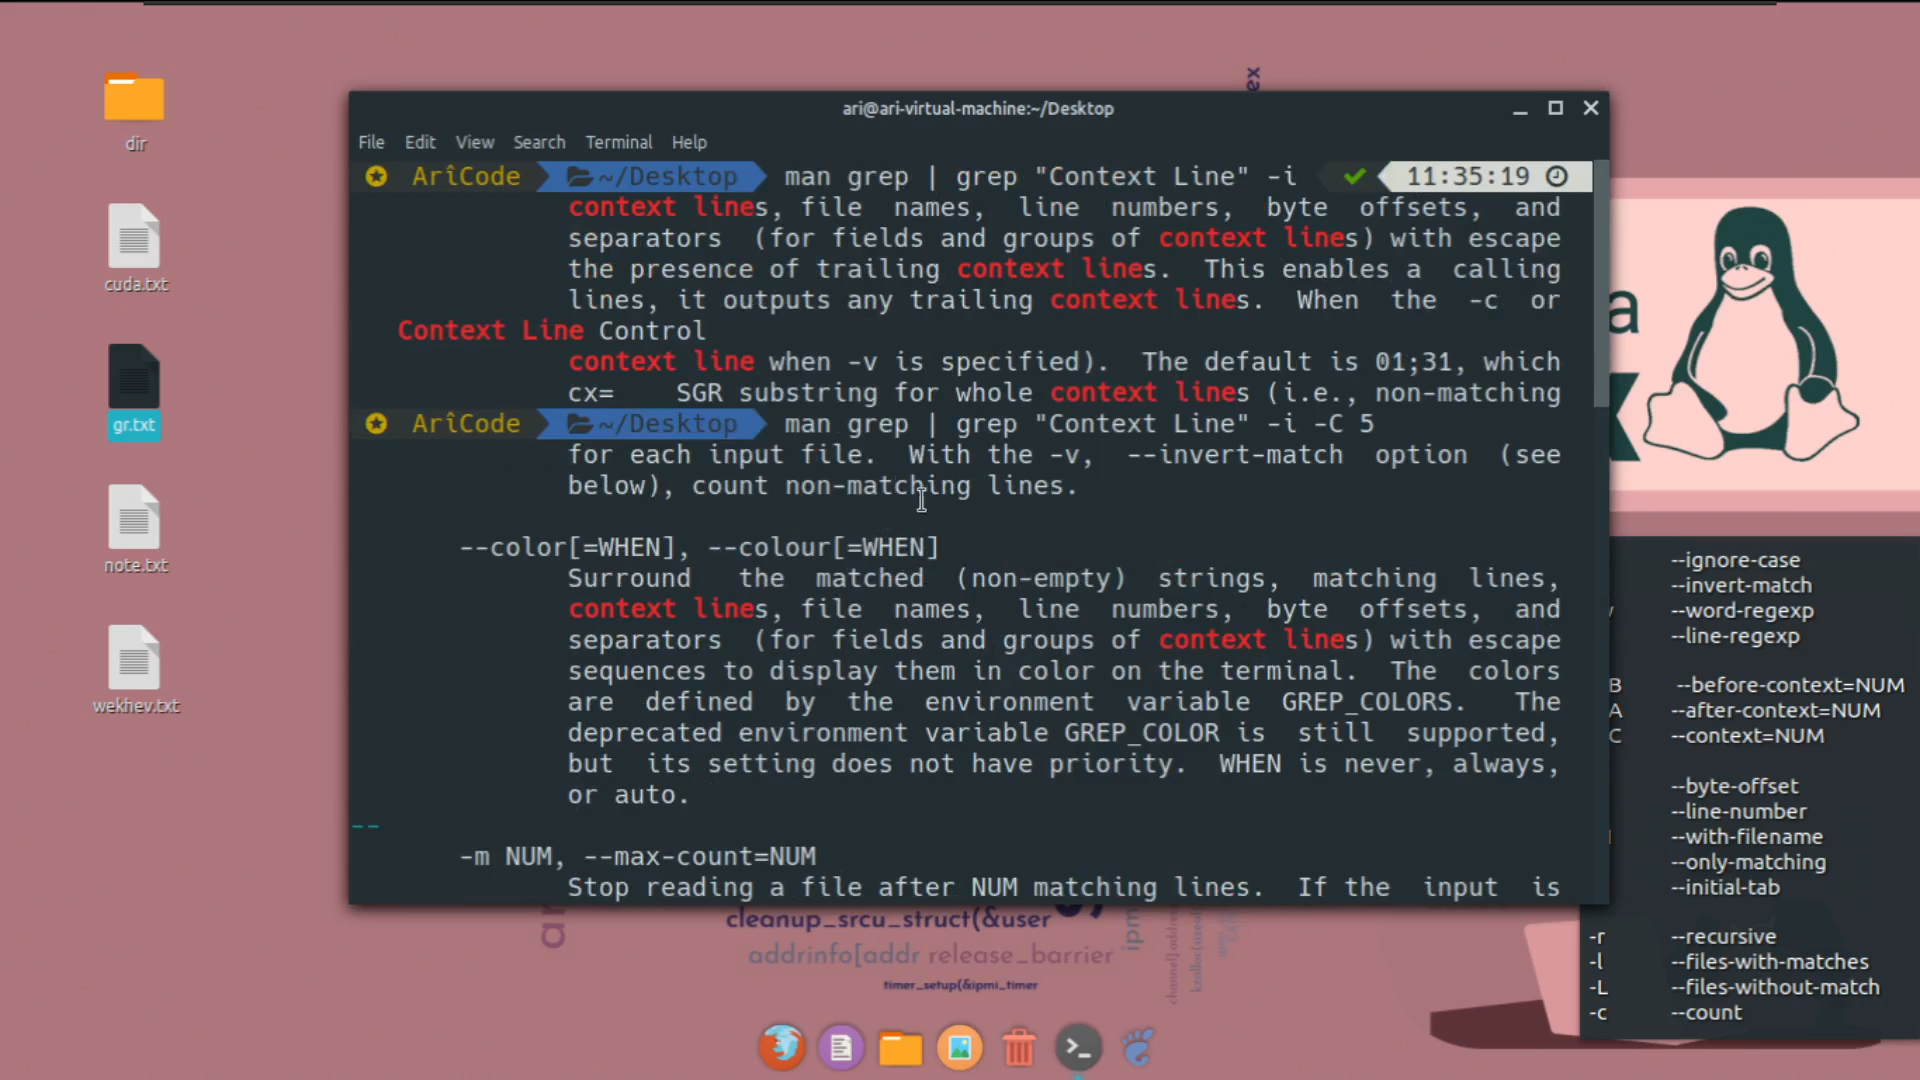 ari@ari-virtual-machine:~/Desktop
File Edit View Search Terminal Help
ArîCode ~/Desktop man grep | grep "Context Line" -i ✔ 11:35:19
context lines, file names, line numbers, byte offsets, and
separators (for fields and groups of context lines) with escape
the presence of trailing context lines. This enables a calling
lines, it outputs any trailing context lines. When the -c or
Context Line Control
context line when -v is specified). The default is 01;31, which
cx= SGR substring for whole context lines (i.e., non-matching
ArîCode ~/Desktop man grep | grep "Context Line" -i -C 5
for each input file. With the -v, --invert-match option (see
below), count non-matching lines.
--color[=WHEN], --colour[=WHEN]
Surround the matched (non-empty) strings, matching lines,
context lines, file names, line numbers, byte offsets, and
separators (for fields and groups of context lines) with escape
sequences to display them in color on the terminal. The colors
are defined by the environment variable GREP_COLORS. The
deprecated environment variable GREP_COLOR is still supported,
but its setting does not have priority. WHEN is never, always,
or auto.
--
-m NUM, --max-count=NUM
Stop reading a file after NUM matching lines. If the input is
dir
cuda.txt
gr.txt
note.txt
wekhev.txt
ex
a
--ignore-case
--invert-match
--word-regexp
--line-regexp
B --before-context=NUM
A --after-context=NUM
C --context=NUM
--byte-offset
--line-number
--with-filename
--only-matching
--initial-tab
-r --recursive
-l --files-with-matches
-L --files-without-match
-c --count
cleanup_srcu_struct(&user
addrinfo[addr release_barrier
timer_setup(&ipmi_timer
ipm